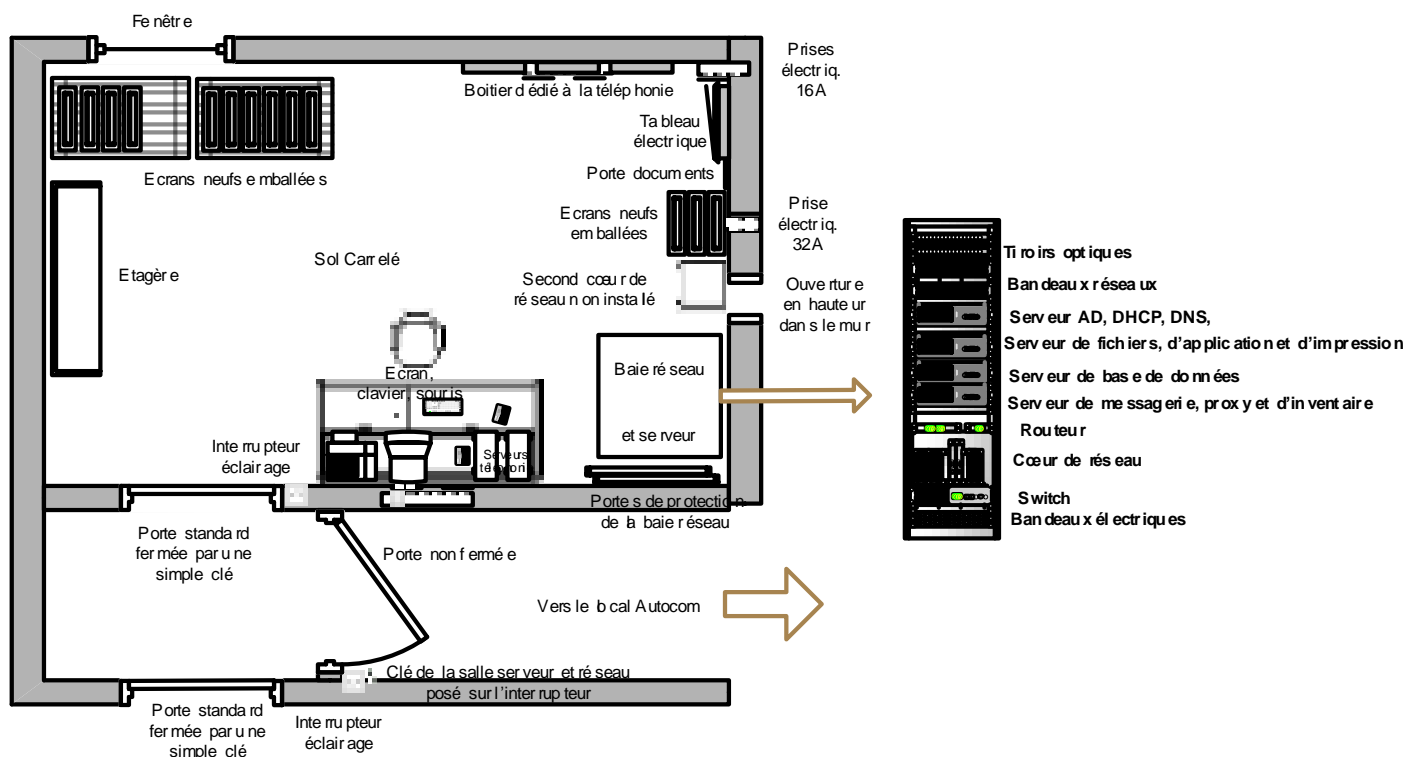 Fenêtre
Prises
électriq.
16A
Boitier dédié à la téléphonie
Tableau
électrique
Ecrans neufs emballées
Porte documents
Ecrans neufs
emballées
Prise
électriq.
32A
Sol Carrelé
Etagère
Second cœur de
réseau non installé
Ouverture
en hauteur
dans le mur
Ecran,
clavier, souris
Baie réseau
et serveur
Interrupteur
éclairage
Serveurs
téléphonie
Portes de protection
de la baie réseau
Porte standard
fermée par une
simple clé
Porte non fermée
Vers le local Autocom
Clé de la salle serveur et réseau
posé sur l'interrupteur
Porte standard
fermée par une
simple clé
Interrupteur
éclairage
Tiroirs optiques
Bandeaux réseaux
Serveur AD, DHCP, DNS,
Serveur de fichiers, d'application et d'impression
Serveur de base de données
Serveur de messagerie, proxy et d'inventaire
Routeur
Cœur de réseau
Switch
Bandeaux électriques